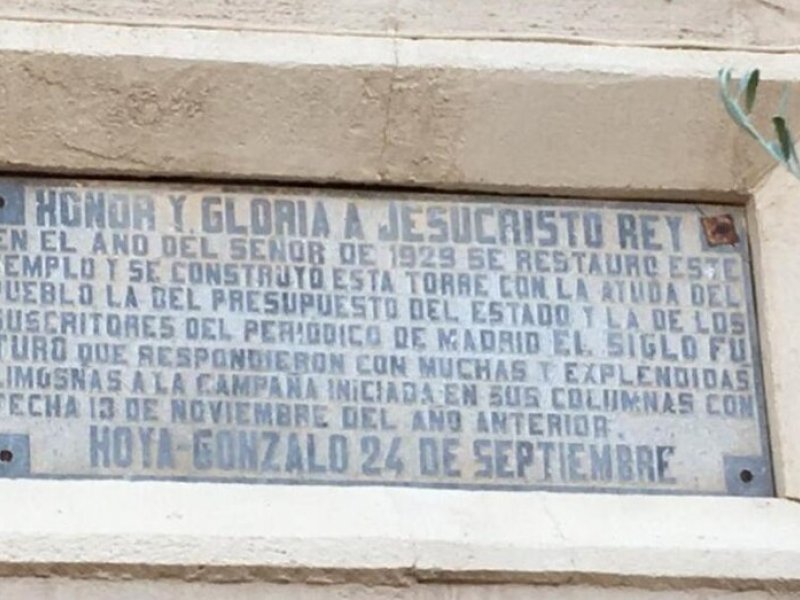 HONOR Y GLORIA A JESUCRISTO REY
EN EL AÑO DEL SEÑOR DE 1929 SE RESTAURO ESTE
TEMPLO Y SE CONSTRUYÓ ESTA TORRE CON LA AYUDA DEL
PUEBLO LA DEL PRESUPUESTO DEL ESTADO Y LA DE LOS
SUSCRITORES DEL PERIODICO DE MADRID EL SIGLO FU
TURO QUE RESPONDIERON CON MUCHAS Y EXPLENDIDAS
LIMOSNAS A LA CAMPAÑA INICIADA EN SUS COLUMNAS CON
FECHA 13 DE NOVIEMBRE DEL AÑO ANTERIOR.
HOYA-GONZALO 24 DE SEPTIEMBRE